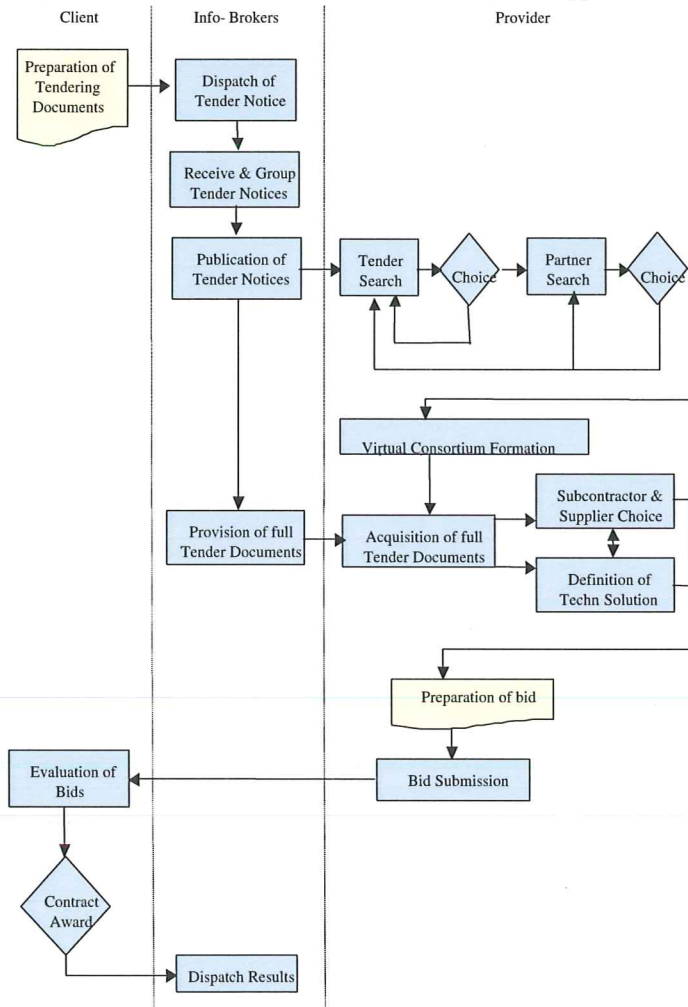 Client
Info- Brokers
Provider
Preparation of
Tendering
Documents
Dispatch of
Tender Notice
Receive & Group
Tender Notices
Publication of
Tender Notices
Tender
Search
Choice
Partner
Search
Choice
Virtual Consortium Formation
Provision of full
Tender Documents
Acquisition of full
Tender Documents
Subcontractor &
Supplier Choice
Definition of
Techn Solution
Preparation of bid
Bid Submission
Evaluation of
Bids
Contract
Award
Dispatch Results